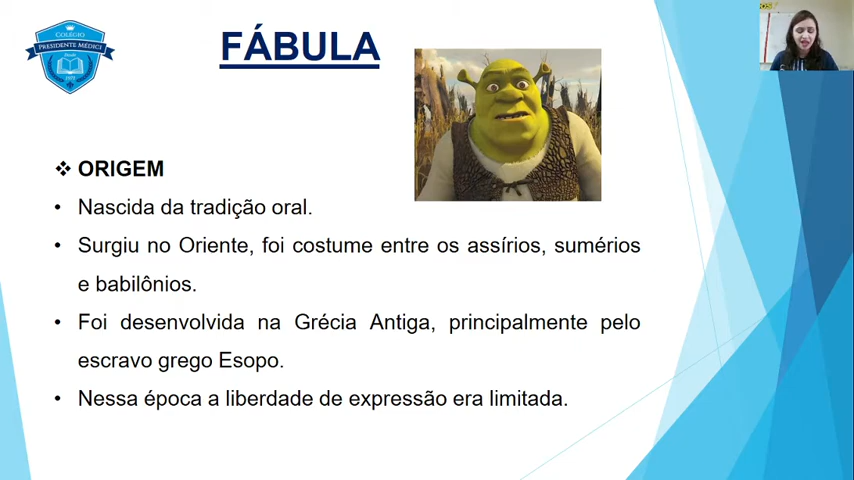 COLÉGIO
PRESIDENTE MÉDICI
FÁBULA
❖ ORIGEM
• Nascida da tradição oral.
• Surgiu no Oriente, foi costume entre os assírios, sumérios
e babilônios.
• Foi desenvolvida na Grécia Antiga, principalmente pelo
escravo grego Esopo.
• Nessa época a liberdade de expressão era limitada.